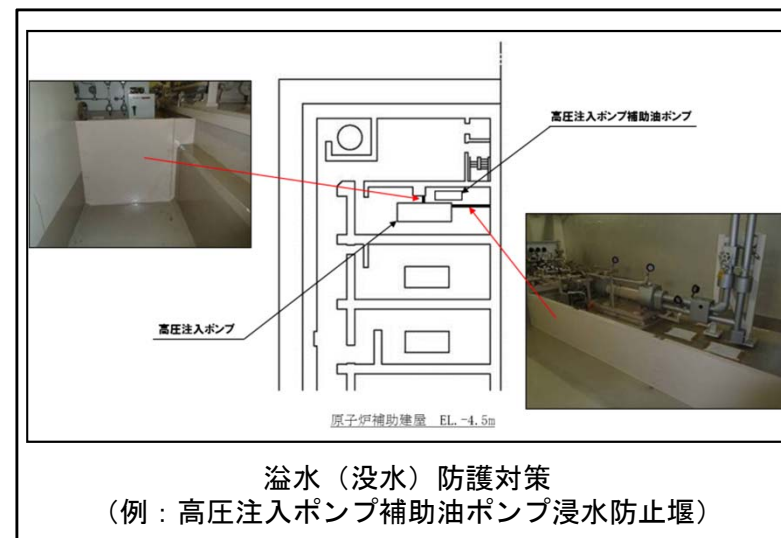 高圧注入ポンプ補助油ポンプ
高圧注入ポンプ
原子炉補助建屋 EL.-4.5m
溢水（没水）防護対策
（例：高圧注入ポンプ補助油ポンプ浸水防止堰）